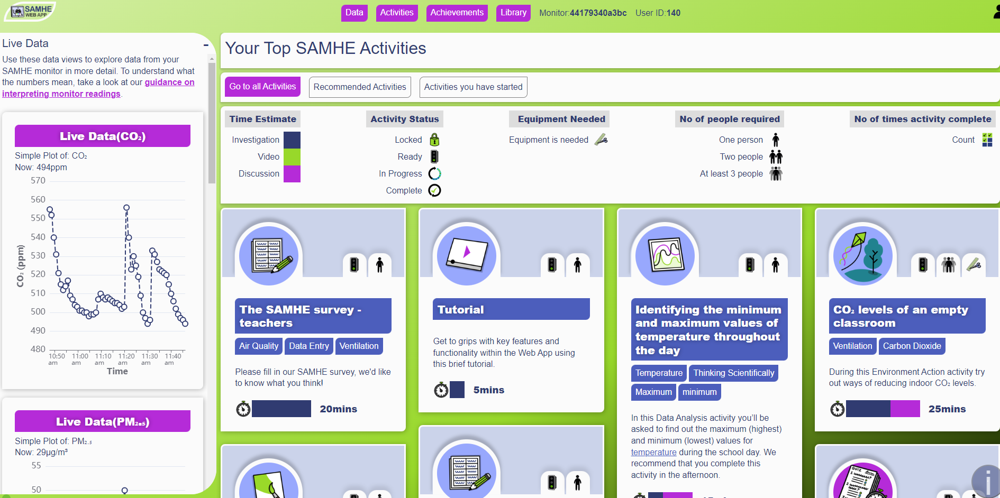 SAMHE
WEB APP
Data
Activities
Achievements
Library
Monitor:44179340a3bc
User ID:140
Live Data
-
Use these data views to explore data from your
SAMHE monitor in more detail. To understand what
the numbers mean, take a look at our guidance on
interpreting monitor readings.
Live Data(CO₂)
Simple Plot of: CO₂
Now: 494ppm
570
560
550
540
530
520
510
500
490
480
CO₂ (ppm)
10:50 am
11:00 am
11:10 am
11:20 am
11:30 am
11:40 am
Time
Live Data(PM₂.₅)
Simple Plot of: PM₂.₅
Now: 29µg/m³
55
50
Your Top SAMHE Activities
Go to all Activities
Recommended Activities
Activities you have started
Time Estimate
Investigation
Video
Discussion
Activity Status
Locked
Ready
In Progress
Complete
Equipment Needed
Equipment is needed
No of people required
One person
Two people
At least 3 people
No of times activity complete
Count
The SAMHE survey -
teachers
Air Quality
Data Entry
Ventilation
Please fill in our SAMHE survey, we'd like
to know what you think!
20mins
Tutorial
Get to grips with key features and
functionality within the Web App using
this brief tutorial.
5mins
Identifying the minimum
and maximum values of
temperature throughout
the day
Temperature
Thinking Scientifically
Maximum
minimum
In this Data Analysis activity you'll be
asked to find out the maximum (highest)
and minimum (lowest) values for
temperature during the school day. We
recommend that you complete this
activity in the afternoon.
CO₂ levels of an empty
classroom
Ventilation
Carbon Dioxide
During this Environment Action activity try
out ways of reducing indoor CO₂ levels.
25mins
QUIZ
i